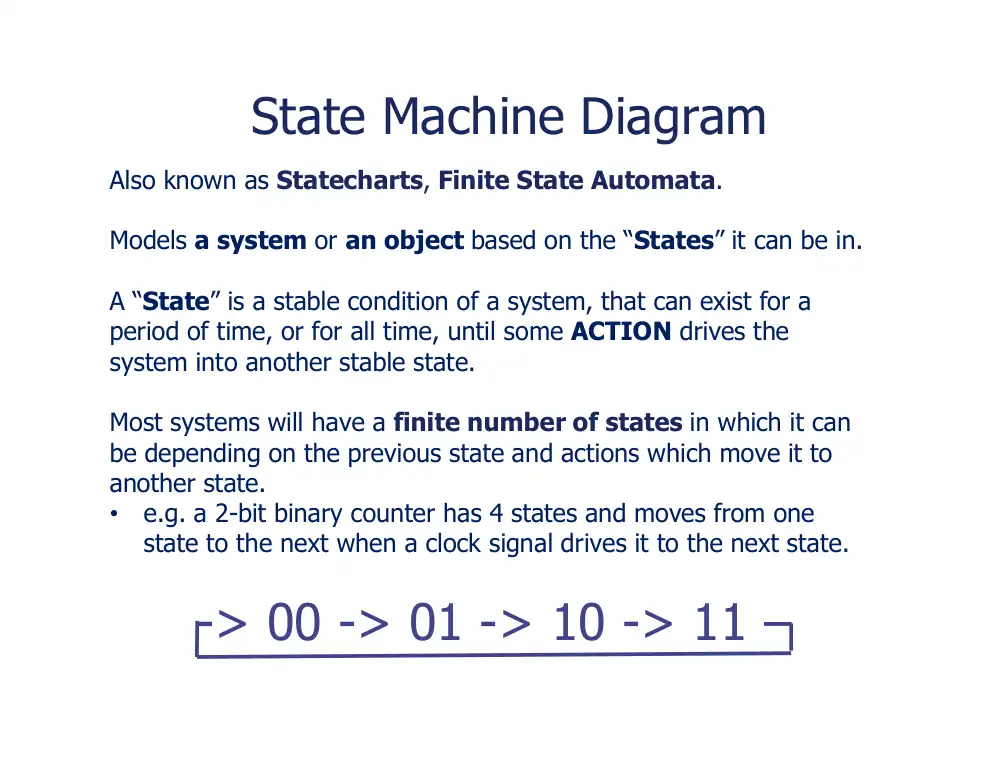 State Machine Diagram
Also known as Statecharts, Finite State Automata.
Models a system or an object based on the “States” it can be in.
A “State” is a stable condition of a system, that can exist for a
period of time, or for all time, until some ACTION drives the
system into another stable state.
Most systems will have a finite number of states in which it can
be depending on the previous state and actions which move it to
another state.
• e.g. a 2-bit binary counter has 4 states and moves from one
state to the next when a clock signal drives it to the next state.
-> 00 -> 01 -> 10 -> 11